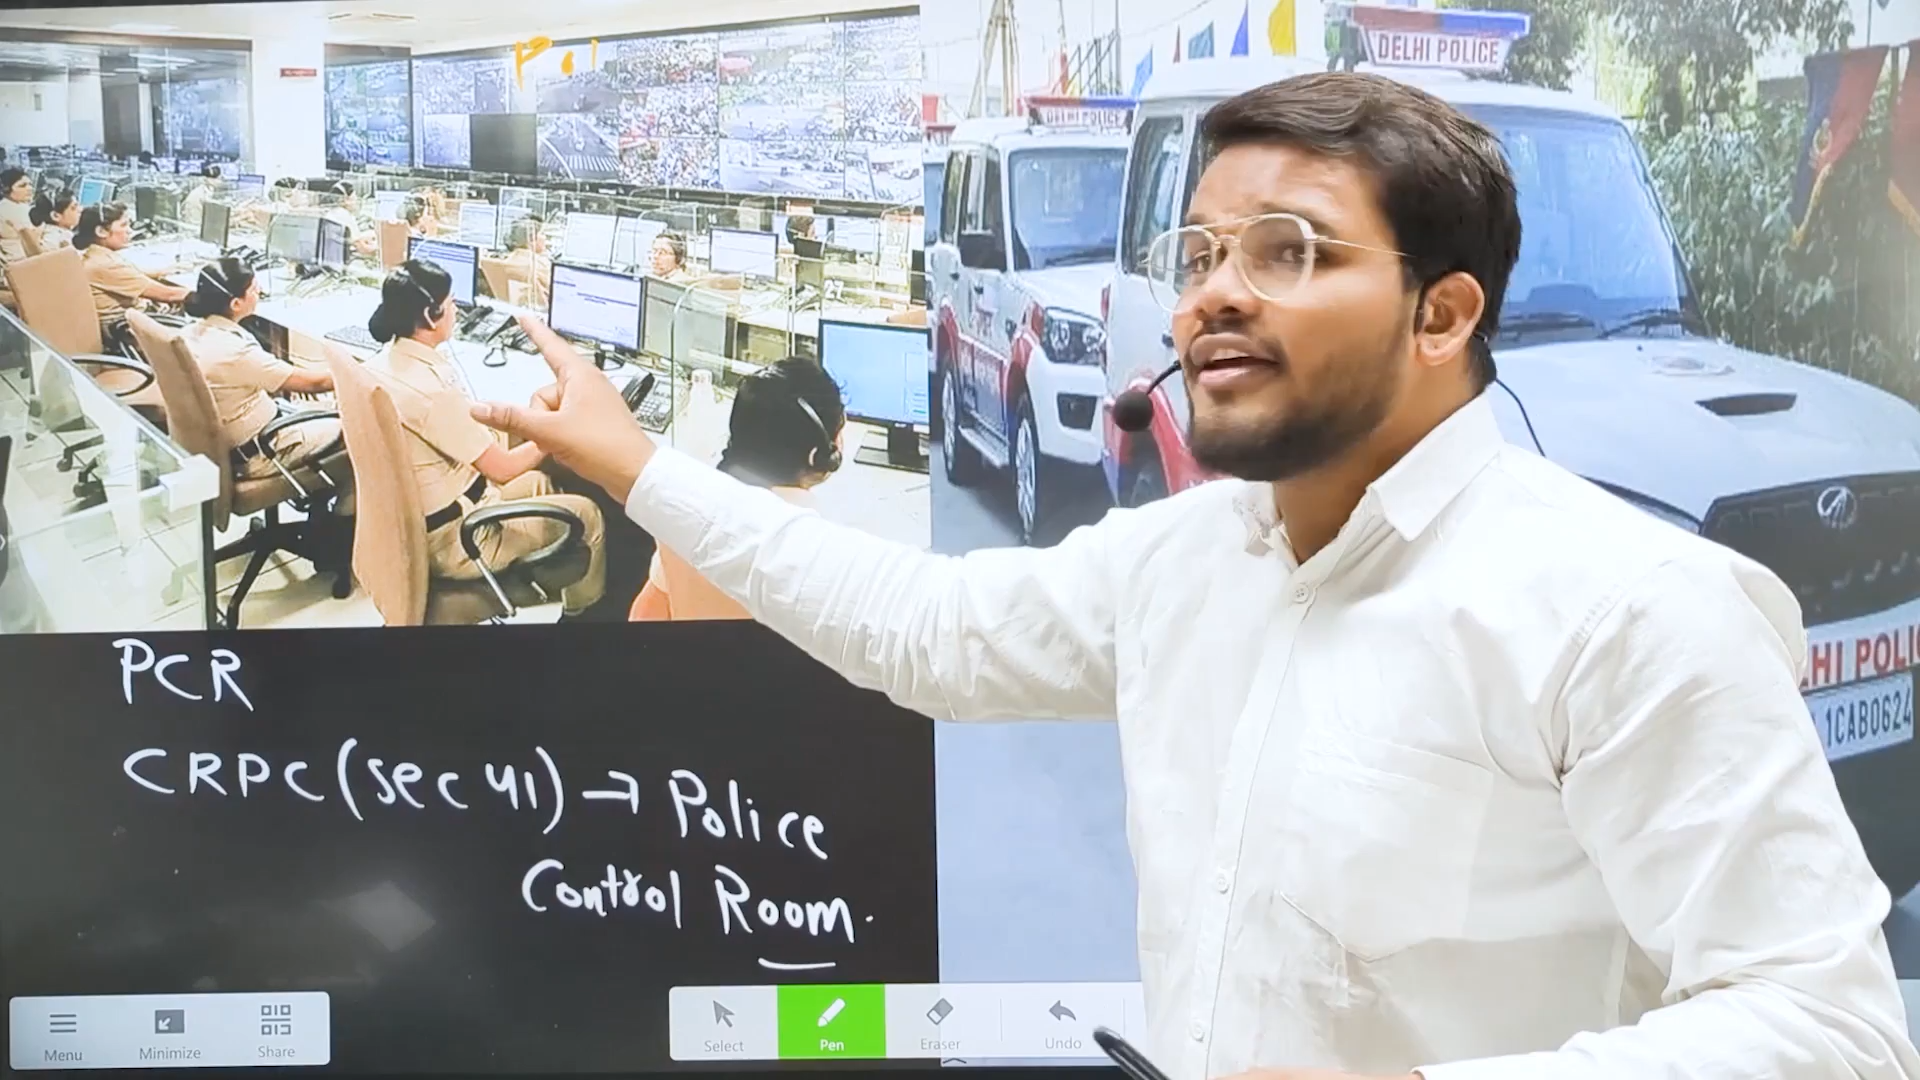 P.
DELHI POLICE
DELHI POLICE
HI POLIC
1CAB0624
PCR
CRPC (Sec 41) → Police
Control Room.
Menu
Minimize
Share
Select
Pen
Eraser
Undo